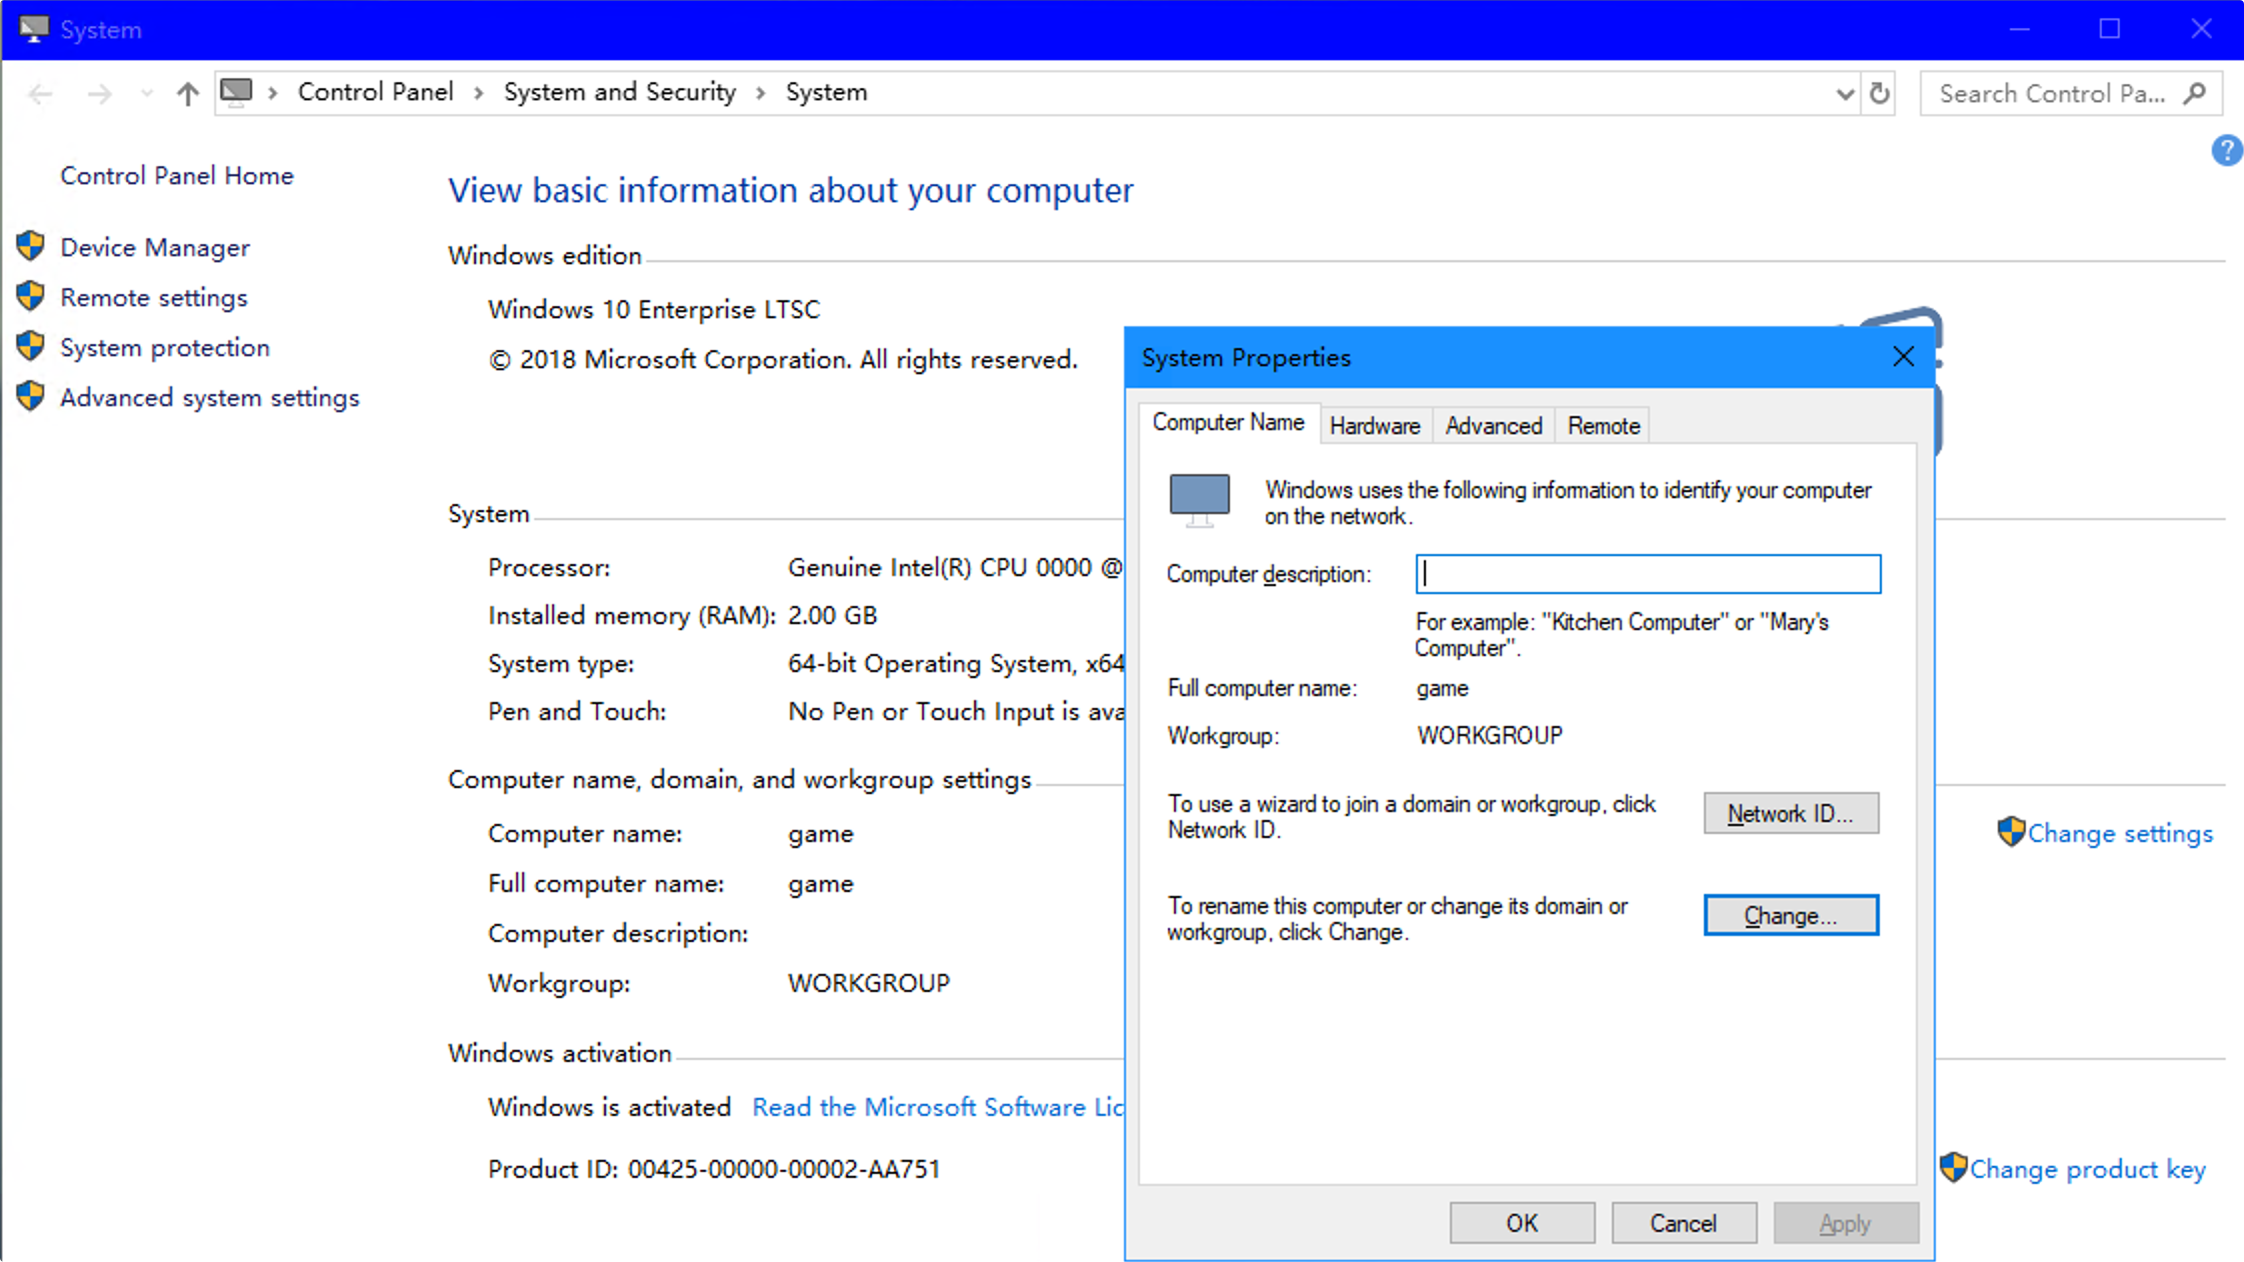 System
Control Panel > System and Security > System
Search Control Pa...
?
Control Panel Home
Device Manager
Remote settings
System protection
Advanced system settings
View basic information about your computer
Windows edition
Windows 10 Enterprise LTSC
© 2018 Microsoft Corporation. All rights reserved.
System
Processor: Genuine Intel(R) CPU 0000 @
Installed memory (RAM): 2.00 GB
System type: 64-bit Operating System, x64
Pen and Touch: No Pen or Touch Input is ava
Computer name, domain, and workgroup settings
Computer name: game
Full computer name: game
Computer description:
Workgroup: WORKGROUP
Change settings
Windows activation
Windows is activated Read the Microsoft Software Lic
Product ID: 00425-00000-00002-AA751
Change product key
System Properties
Computer Name Hardware Advanced Remote
Windows uses the following information to identify your computer
on the network.
Computer description:
For example: "Kitchen Computer" or "Mary's
Computer".
Full computer name: game
Workgroup: WORKGROUP
To use a wizard to join a domain or workgroup, click
Network ID.
Network ID...
To rename this computer or change its domain or
workgroup, click Change.
Change...
OK Cancel Apply